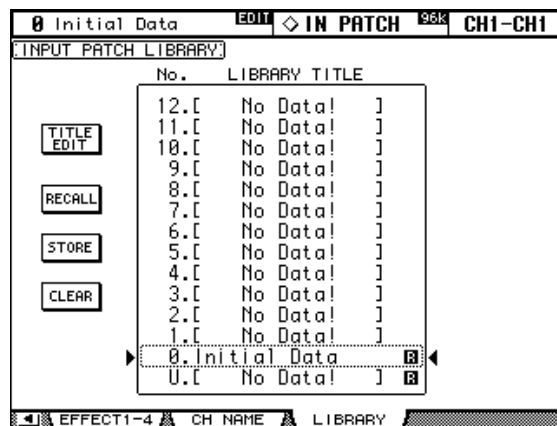 0 Initial Data EDIT ◇ IN PATCH 96k CH1-CH1
INPUT PATCH LIBRARY
No. LIBRARY TITLE
12.[ No Data! ]
11.[ No Data! ]
10.[ No Data! ]
9.[ No Data! ]
8.[ No Data! ]
7.[ No Data! ]
6.[ No Data! ]
5.[ No Data! ]
4.[ No Data! ]
3.[ No Data! ]
2.[ No Data! ]
1.[ No Data! ]
0.Initial Data R
U.[ No Data! ] R
TITLE
EDIT
RECALL
STORE
CLEAR
EFFECT1-4 CH NAME LIBRARY